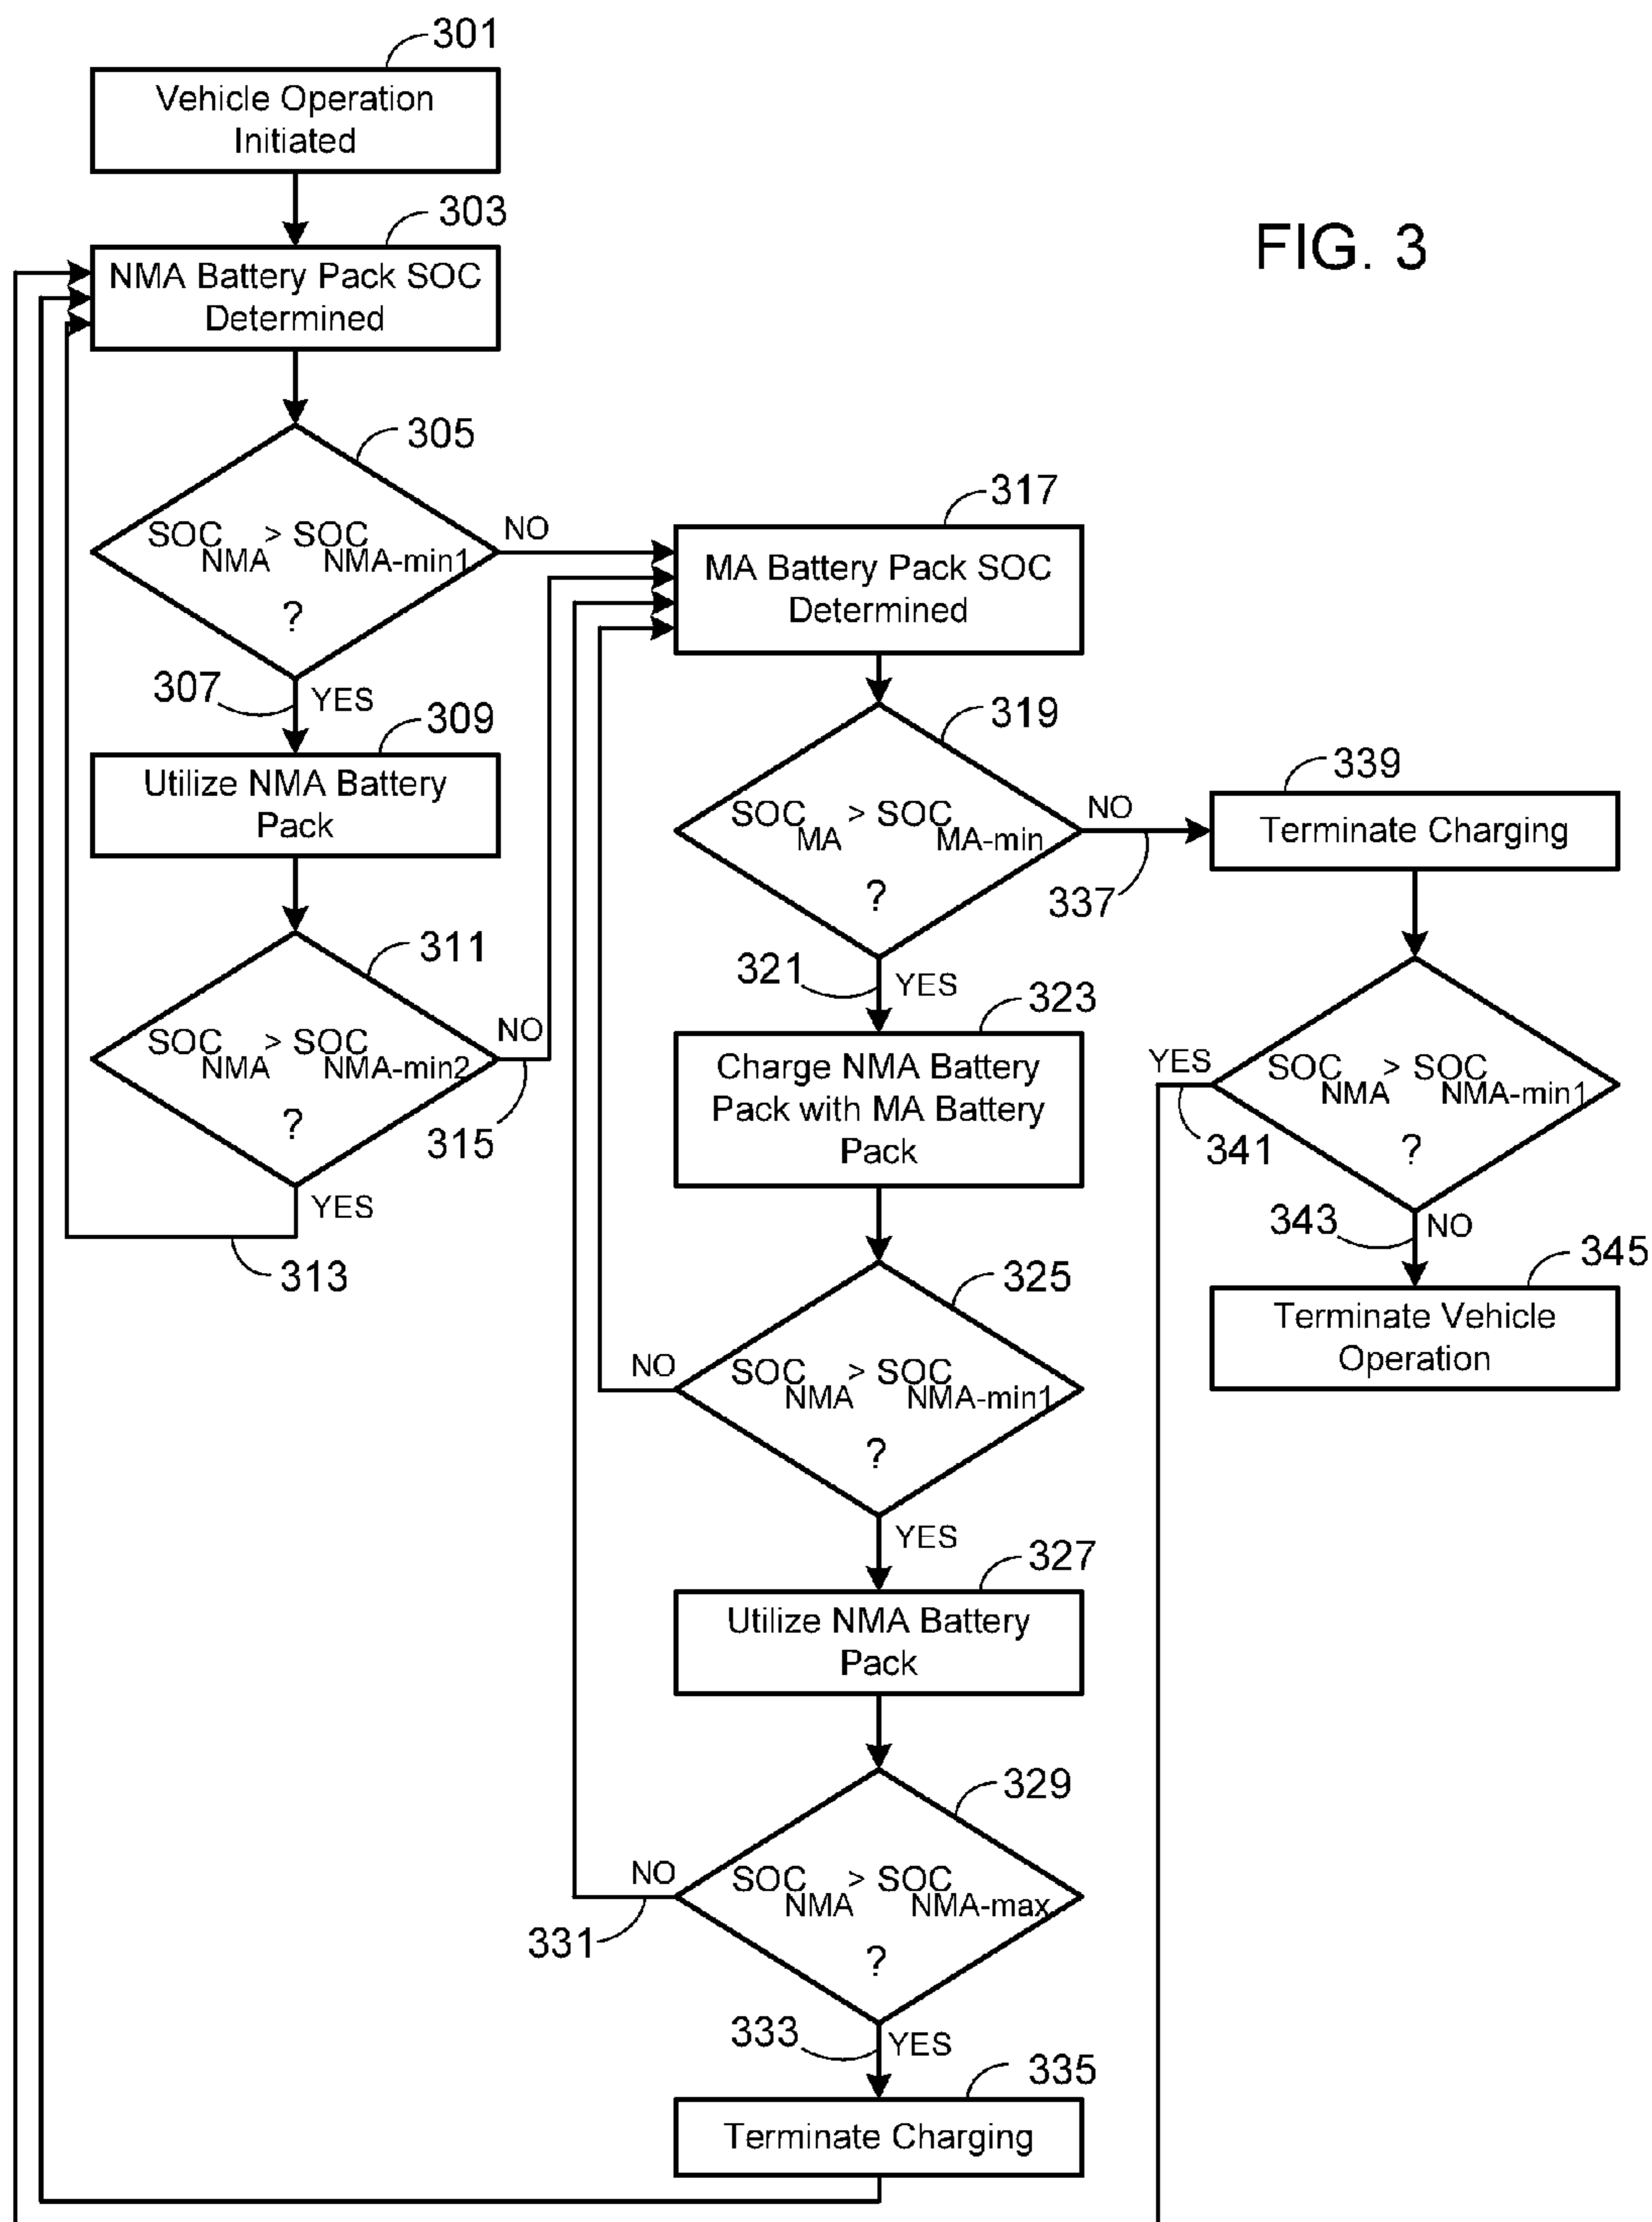 301
Vehicle Operation
Initiated
303
NMA Battery Pack SOC
Determined
FIG. 3
305
SOC NMA > SOC NMA-min1
?
NO
307
YES
309
Utilize NMA Battery
Pack
311
SOC NMA > SOC NMA-min2
?
NO
315
YES
313
317
MA Battery Pack SOC
Determined
319
SOC MA > SOC MA-min
?
NO
337
321
YES
323
Charge NMA Battery
Pack with MA Battery
Pack
325
SOC NMA > SOC NMA-min1
?
NO
YES
327
Utilize NMA Battery
Pack
329
SOC NMA > SOC NMA-max
?
NO
331
333
YES
335
Terminate Charging
339
Terminate Charging
SOC NMA > SOC NMA-min1
?
YES
341
343
NO
345
Terminate Vehicle
Operation